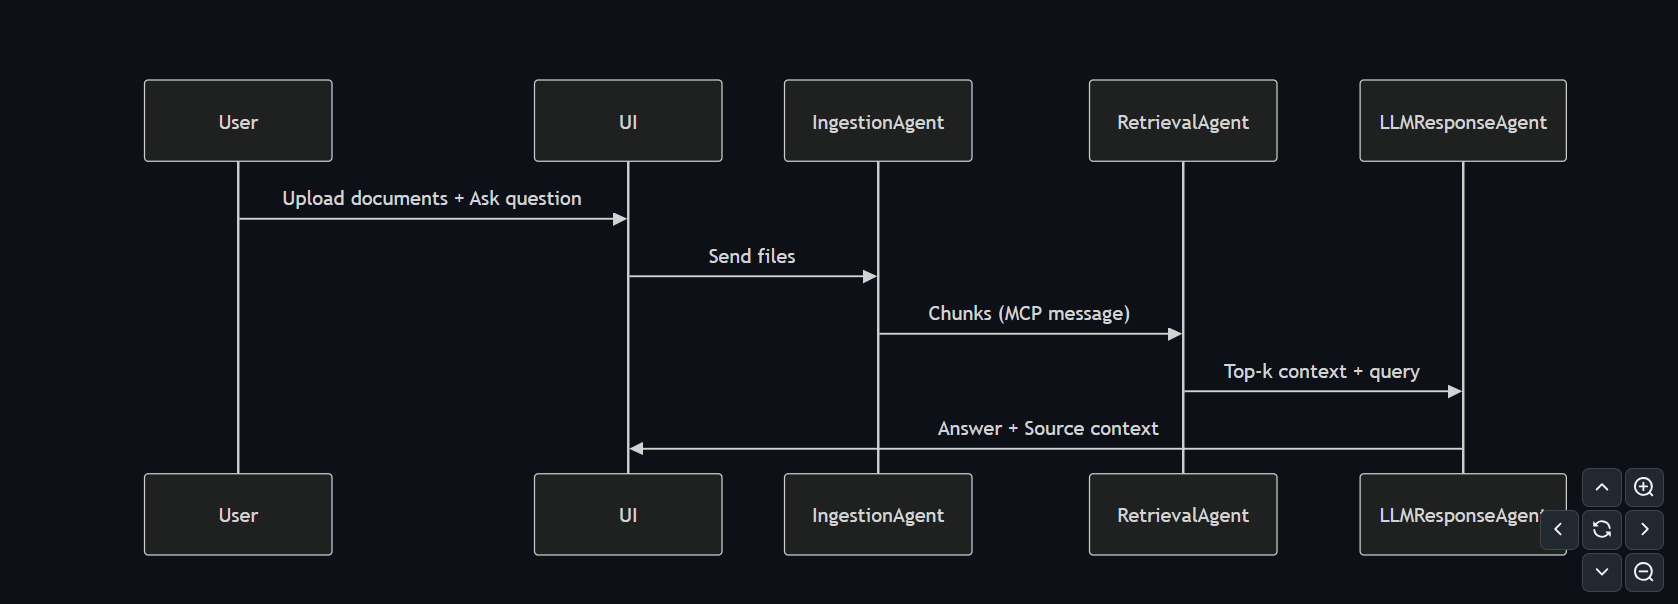 User
UI
IngestionAgent
RetrievalAgent
LLMResponseAgent
Upload documents + Ask question
Send files
Chunks (MCP message)
Top-k context + query
Answer + Source context
User
UI
IngestionAgent
RetrievalAgent
LLMResponseAgent